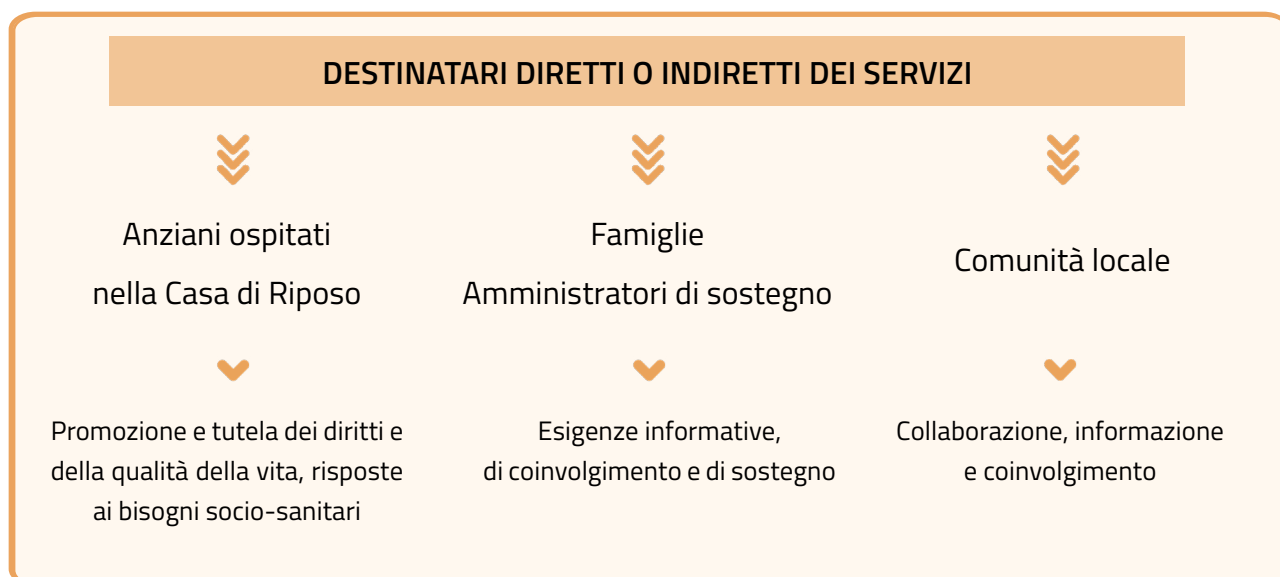 DESTINATARI DIRETTI O INDIRETTI DEI SERVIZI
Anziani ospitati
nella Casa di Riposo
Famiglie
Amministratori di sostegno
Comunità locale
Promozione e tutela dei diritti e
della qualità della vita, risposte
ai bisogni socio-sanitari
Esigenze informative,
di coinvolgimento e di sostegno
Collaborazione, informazione
e coinvolgimento